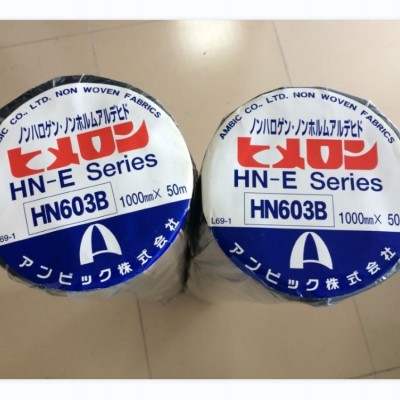 AMBIC CO., LTD. NON WOVEN FABRICS
ノンハロゲン・ノンホルムアルデヒド
ヒメロン
HN-E Series
HN603B 1000mm× 50m
L69-1
アンビック株式会社
AMBIC CO., LTD. NON WOVEN FABRICS
ノンハロゲン・ノンホルムアルデヒド
ヒメロン
HN-E Series
HN603B 1000mm× 50
L69-1
アンビック株式会社